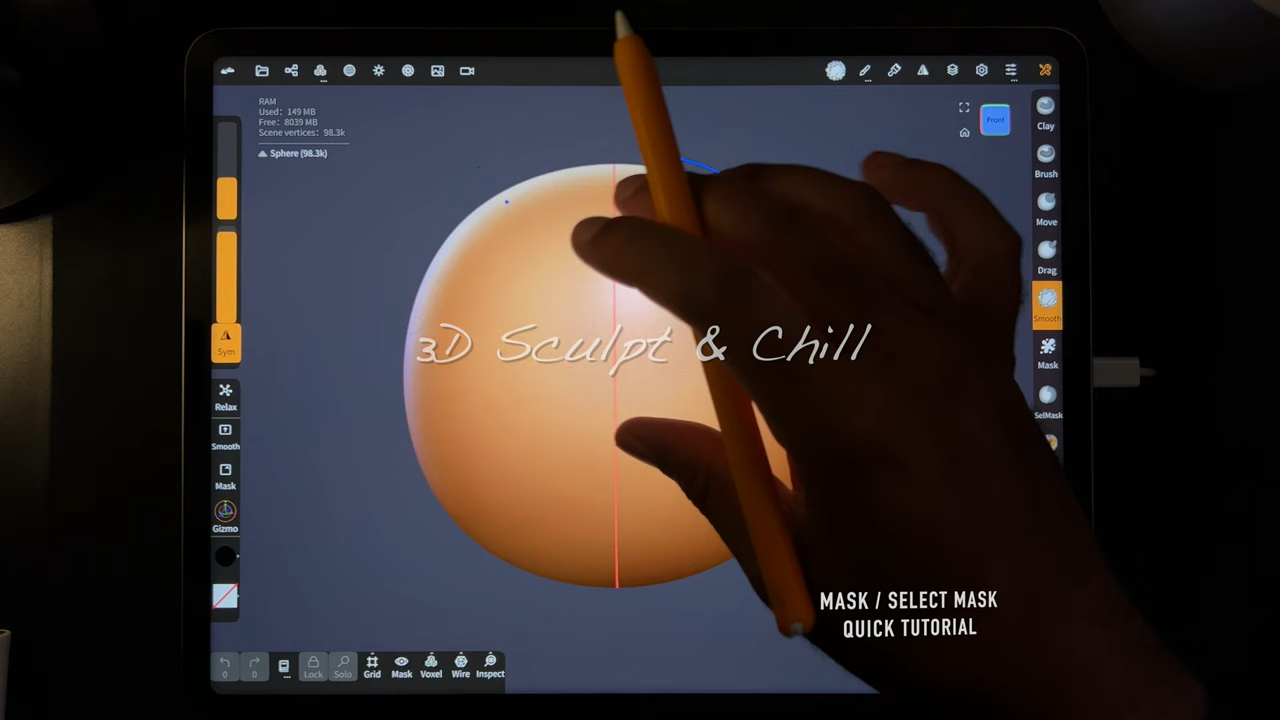 RAM
Used: 149 MB
Free: 8039 MB
Scene vertices: 98.3k
Sphere (98.3k)
Front
Clay
Brush
Move
Drag
Smooth
Mask
SelMask
Sym
Relax
Smooth
Mask
Gizmo
3D Sculpt & Chill
MASK / SELECT MASK
QUICK TUTORIAL
0
0
Lock
Solo
Grid
Mask
Voxel
Wire
Inspect